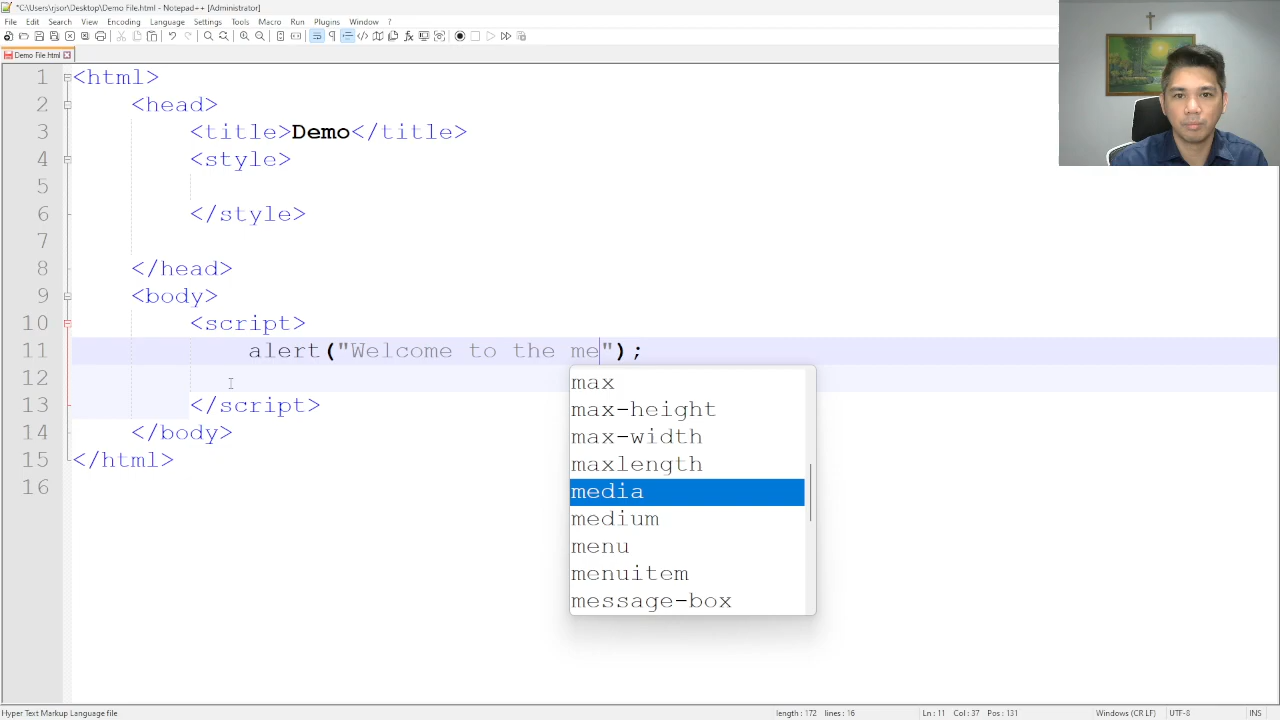 *C:\Users\rjsor\Desktop\Demo File.html - Notepad++ [Administrator]
File Edit Search View Encoding Language Settings Tools Macro Run Plugins Window ?
Demo File.html
1 <html>
2 <head>
3 <title>Demo</title>
4 <style>
5
6 </style>
7
8 </head>
9 <body>
10 <script>
11 alert("Welcome to the me");
12
max
13 </script>
max-height
14 </body>
max-width
15 </html>
maxlength
16
media
medium
menu
menuitem
message-box
Hyper Text Markup Language file length : 172 lines : 16 Ln : 11 Col : 37 Pos : 131 Windows (CR LF) UTF-8 INS